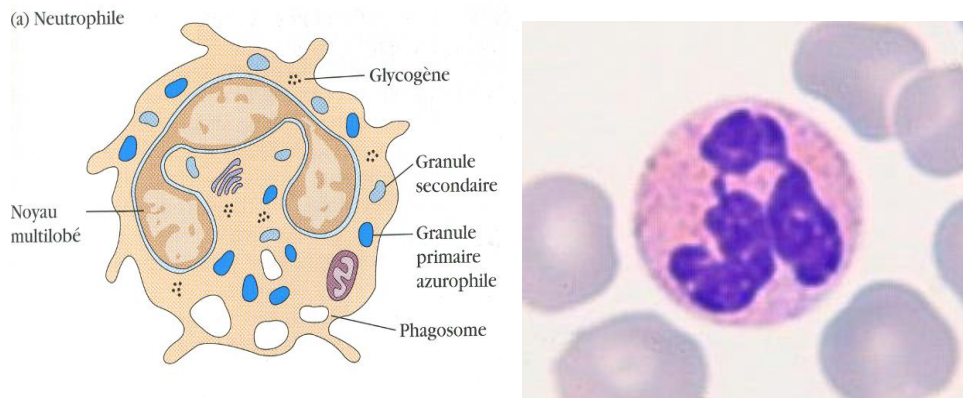 (a) Neutrophile
Glycogène
Granule
secondaire
Noyau
multilobé
Granule
primaire
azurophile
Phagosome